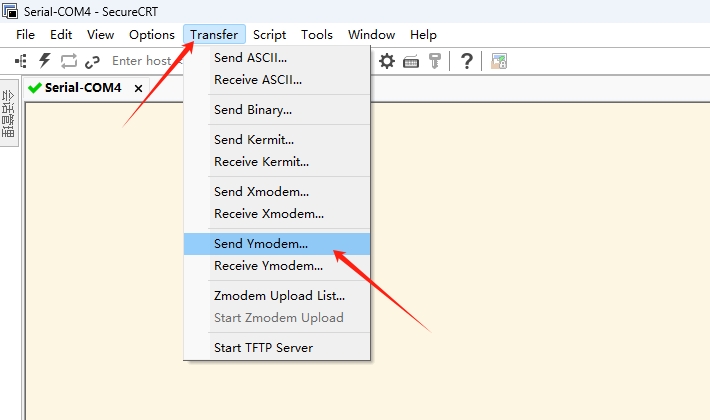 Serial-COM4 - SecureCRT
File Edit View Options Transfer Script Tools Window Help
Enter host
Serial-COM4
会话管理
Send ASCII...
Receive ASCII...
Send Binary...
Send Kermit...
Receive Kermit...
Send Xmodem...
Receive Xmodem...
Send Ymodem...
Receive Ymodem...
Zmodem Upload List...
Start Zmodem Upload
Start TFTP Server